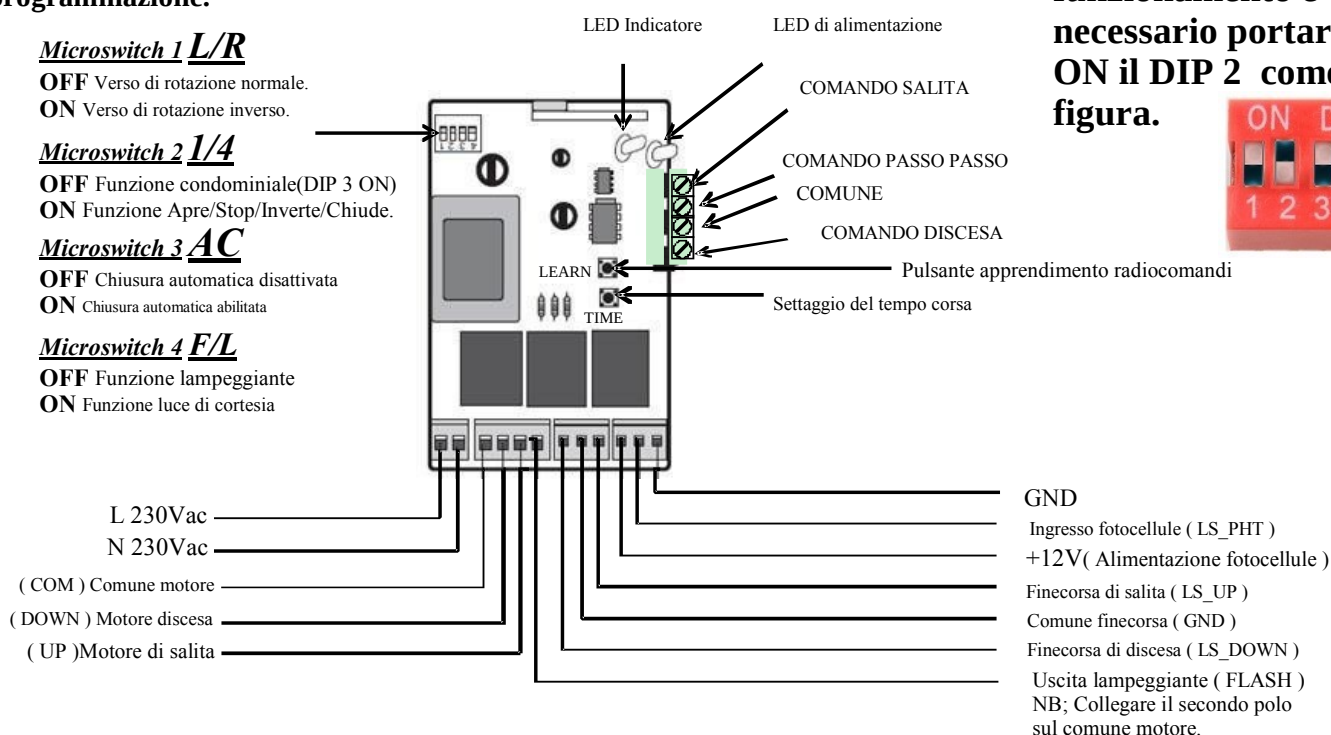 programmazione.
Microswitch 1 L/R
OFF Verso di rotazione normale.
ON Verso di rotazione inverso.
Microswitch 2 1/4
OFF Funzione condominiale(DIP 3 ON)
ON Funzione Apre/Stop/Inverte/Chiude.
Microswitch 3 AC
OFF Chiusura automatica disattivata
ON Chiusura automatica abilitata
Microswitch 4 F/L
OFF Funzione lampeggiante
ON Funzione luce di cortesia
LED Indicatore
LED di alimentazione
COMANDO SALITA
COMANDO PASSO PASSO
COMUNE
COMANDO DISCESA
LEARN
Pulsante apprendimento radiocomandi
TIME
Settaggio del tempo corsa
1 2 3 4
necessario portar
ON il DIP 2 com
figura.
ON D
1 2 3
L 230Vac
N 230Vac
( COM ) Comune motore
( DOWN ) Motore discesa
( UP )Motore di salita
GND
Ingresso fotocellule ( LS_PHT )
+12V( Alimentazione fotocellule )
Finecorsa di salita ( LS_UP )
Comune finecorsa ( GND )
Finecorsa di discesa ( LS_DOWN )
Uscita lampeggiante ( FLASH )
NB; Collegare il secondo polo
sul comune motore.